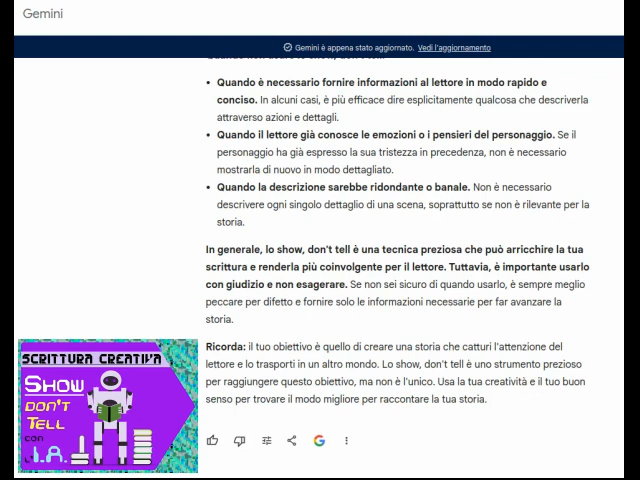 Gemini
Gemini è appena stato aggiornato. Vedi l'aggiornamento
Quando è necessario fornire informazioni al lettore in modo rapido e
conciso. In alcuni casi, è più efficace dire esplicitamente qualcosa che descriverla
attraverso azioni e dettagli.
Quando il lettore già conosce le emozioni o i pensieri del personaggio. Se il
personaggio ha già espresso la sua tristezza in precedenza, non è necessario
mostrarla di nuovo in modo dettagliato.
Quando la descrizione sarebbe ridondante o banale. Non è necessario
descrivere ogni singolo dettaglio di una scena, soprattutto se non è rilevante per la
storia.
In generale, lo show, don't tell è una tecnica preziosa che può arricchire la tua
scrittura e renderla più coinvolgente per il lettore. Tuttavia, è importante usarlo
con giudizio e non esagerare. Se non sei sicuro di quando usarlo, è sempre meglio
peccare per difetto e fornire solo le informazioni necessarie per far avanzare la
storia.
Ricorda: il tuo obiettivo è quello di creare una storia che catturi l'attenzione del
lettore e lo trasporti in un altro mondo. Lo show, don't tell è uno strumento prezioso
per raggiungere questo obiettivo, ma non è l'unico. Usa la tua creatività e il tuo buon
senso per trovare il modo migliore per raccontare la tua storia.
SCRITTURA CREATIVA
SHOW
DON'T
TELL
CON
L'I.A.